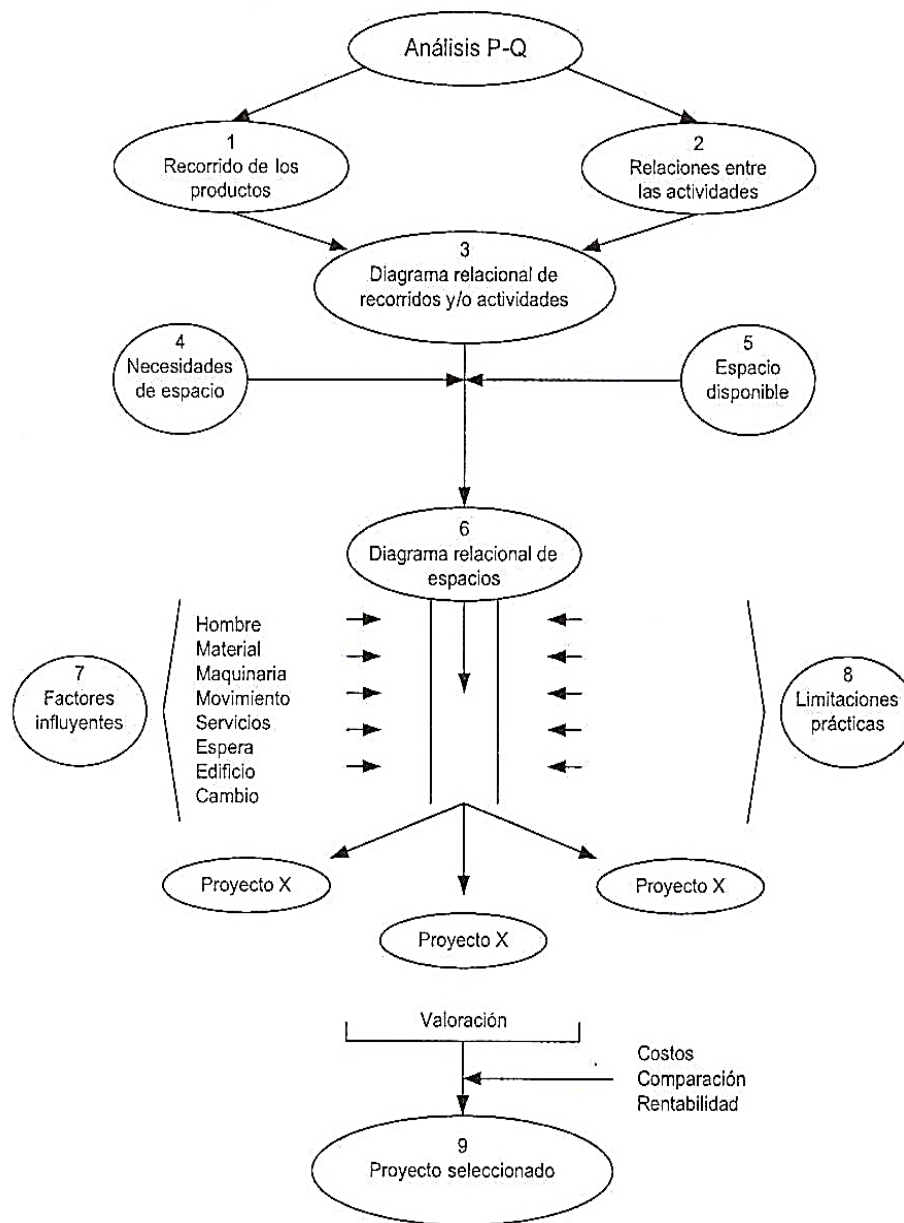 Análisis P-Q
1
Recorrido de los
productos
2
Relaciones entre
las actividades
3
Diagrama relacional de
recorridos y/o actividades
4
Necesidades
de espacio
5
Espacio
disponible
6
Diagrama relacional de
espacios
7
Factores
influyentes
Hombre
Material
Maquinaria
Movimiento
Servicios
Espera
Edificio
Cambio
8
Limitaciones
prácticas
Proyecto X
Proyecto X
Proyecto X
Valoración
Costos
Comparación
Rentabilidad
9
Proyecto seleccionado